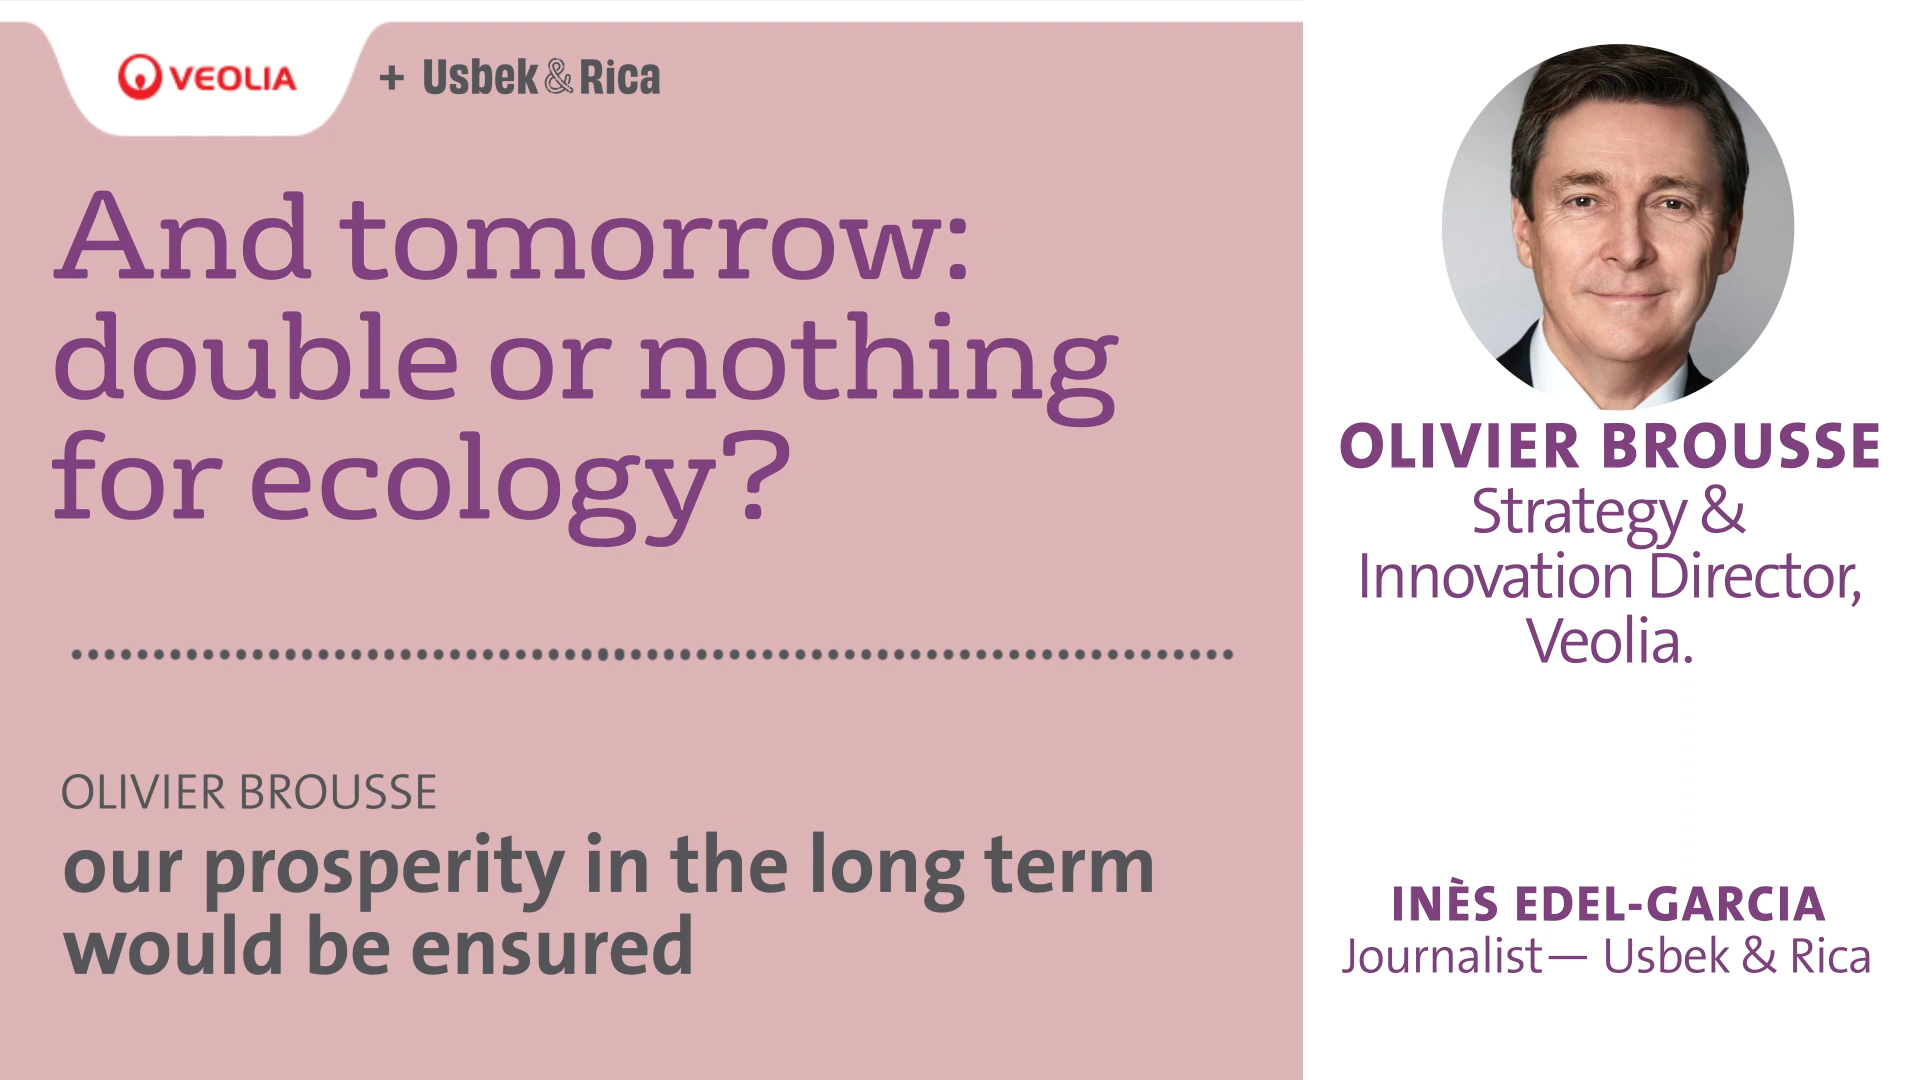 VEOLIA + Usbek & Rica
And tomorrow:
double or nothing
for ecology?
OLIVIER BROUSSE
our prosperity in the long term
would be ensured
OLIVIER BROUSSE
Strategy &
Innovation Director,
Veolia.
INÈS EDEL-GARCIA
Journalist— Usbek & Rica